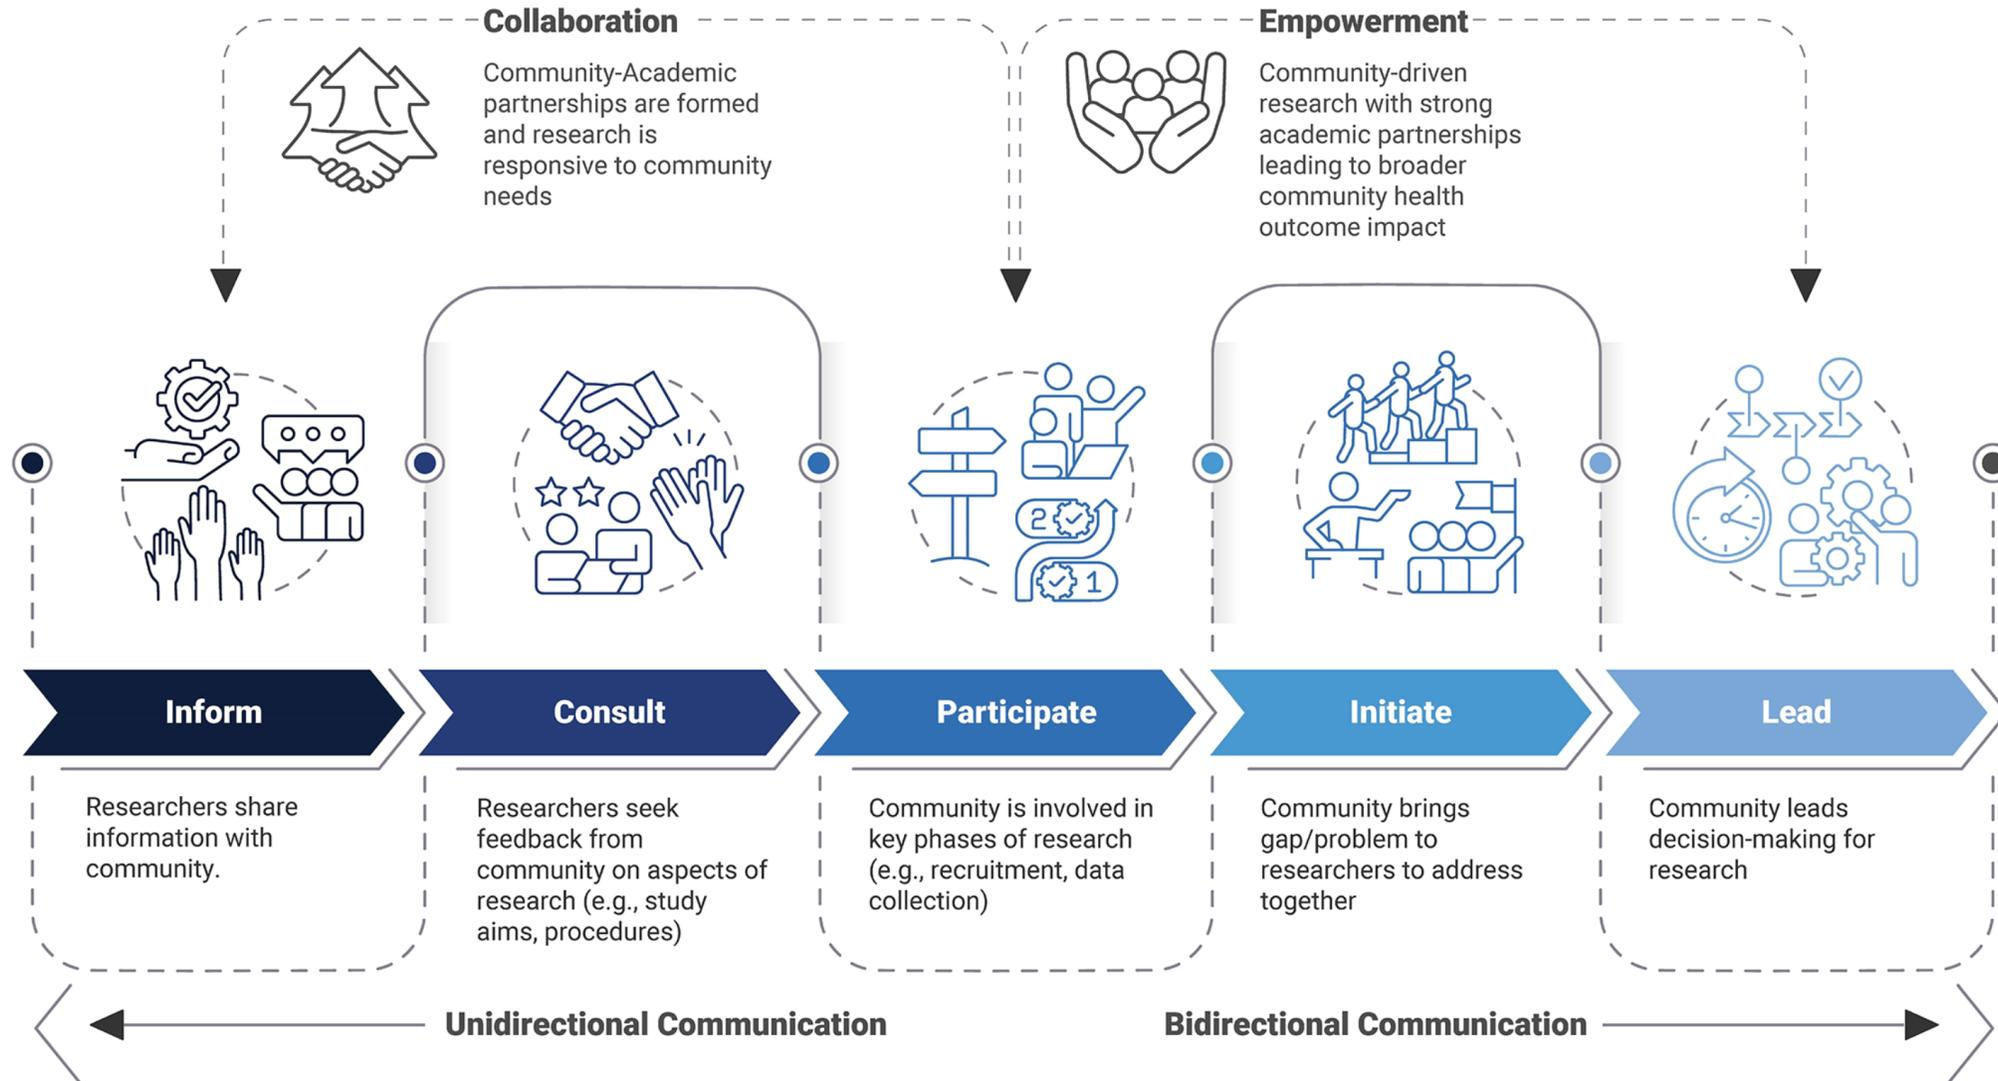 Collaboration
Community-Academic
partnerships are formed
and research is
responsive to community
needs
Empowerment
Community-driven
research with strong
academic partnerships
leading to broader
community health
outcome impact
2
1
Inform
Consult
Participate
Initiate
Lead
Researchers share
information with
community.
Researchers seek
feedback from
community on aspects of
research (e.g., study
aims, procedures)
Community is involved in
key phases of research
(e.g., recruitment, data
collection)
Community brings
gap/problem to
researchers to address
together
Community leads
decision-making for
research
Unidirectional Communication
Bidirectional Communication